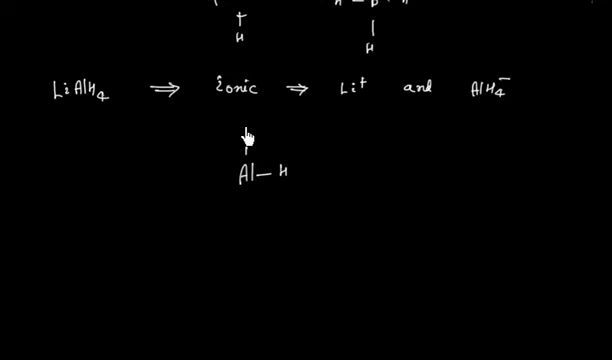 H — B — H
H
H
LiAlH₄ ⇒ Ionic ⇒ Li⁺ and AlH₄⁻
Al — H